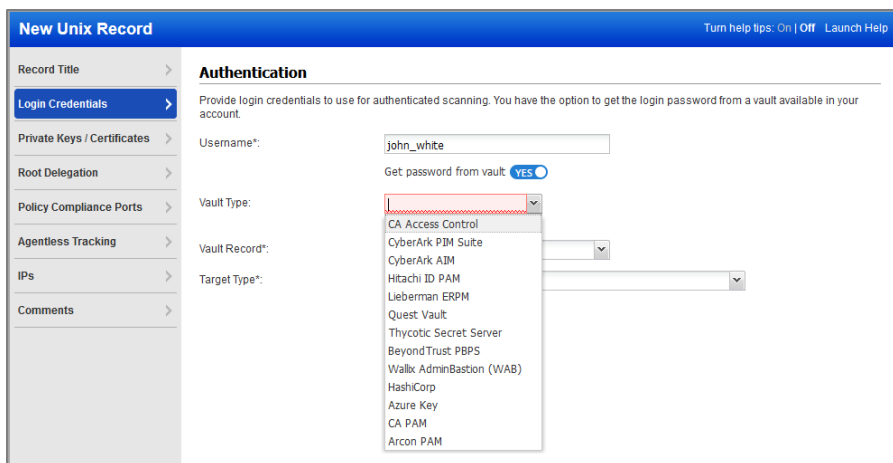 New Unix Record
Turn help tips: On | Off Launch Help
Record Title
Login Credentials
Private Keys / Certificates
Root Delegation
Policy Compliance Ports
Agentless Tracking
IPs
Comments
Authentication
Provide login credentials to use for authenticated scanning. You have the option to get the login password from a vault available in your
account.
Username*:
john_white
Get password from vault YES
Vault Type:
CA Access Control
CyberArk PIM Suite
CyberArk AIM
Hitachi ID PAM
Lieberman ERPM
Quest Vault
Thycotic Secret Server
BeyondTrust PBPS
Wallix AdminBastion (WAB)
HashiCorp
Azure Key
CA PAM
Arcon PAM
Vault Record*:
Target Type*: